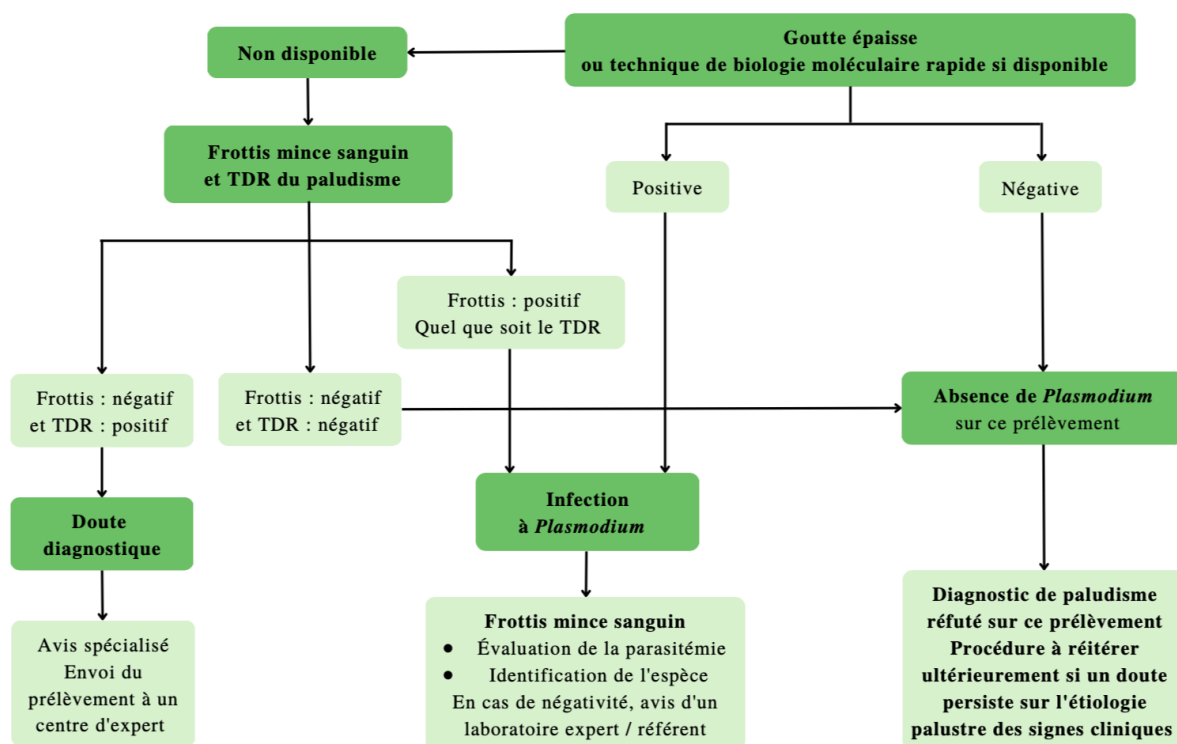 Non disponible
Goutte épaisse
ou technique de biologie moléculaire rapide si disponible
Frottis mince sanguin
et TDR du paludisme
Positive
Négative
Frottis : positif
Quel que soit le TDR
Frottis : négatif
et TDR : positif
Frottis : négatif
et TDR : négatif
Absence de Plasmodium
sur ce prélèvement
Doute
diagnostique
Infection
à Plasmodium
Avis spécialisé
Envoi du
prélèvement à un
centre d'expert
Frottis mince sanguin
• Évaluation de la parasitémie
• Identification de l'espèce
En cas de négativité, avis d'un
laboratoire expert / référent
Diagnostic de paludisme
réfuté sur ce prélèvement
Procédure à réitérer
ultérieurement si un doute
persiste sur l'étiologie
palustre des signes cliniques